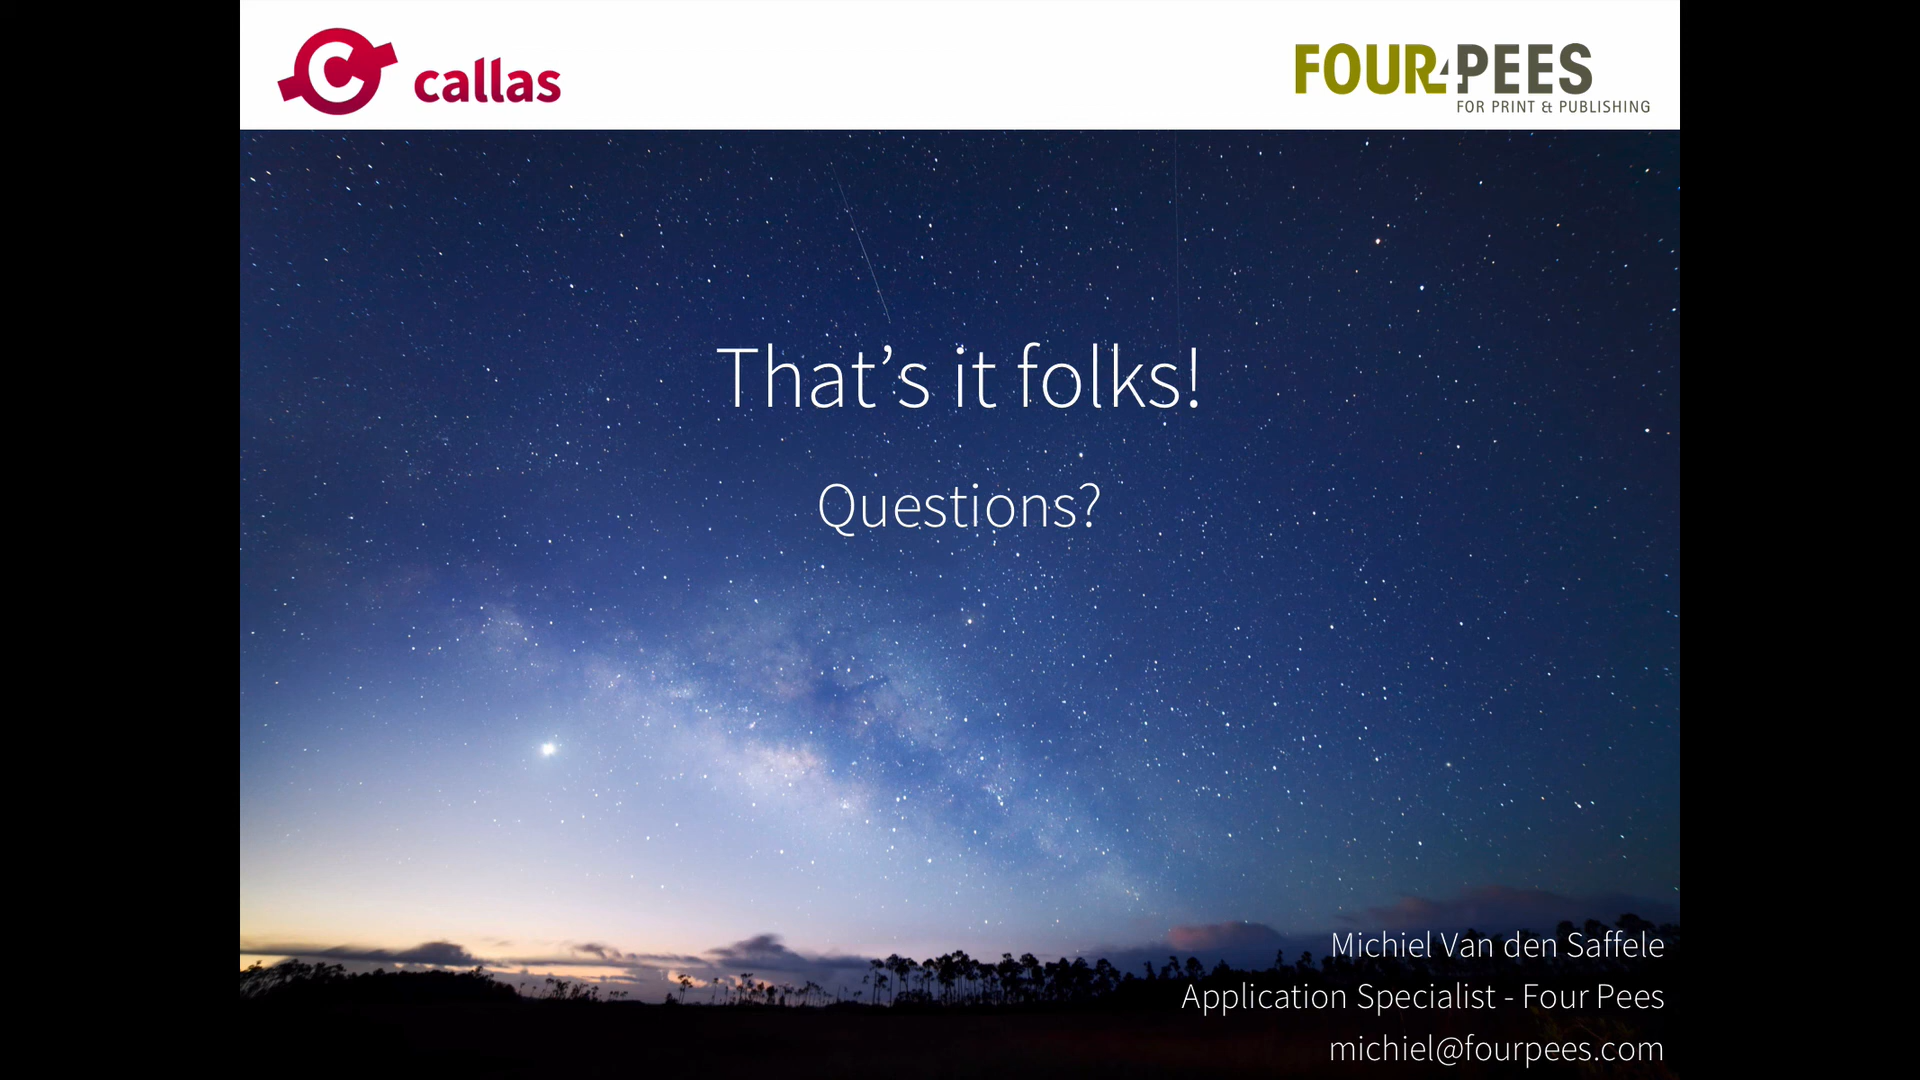 callas
FOUR4PEES
FOR PRINT & PUBLISHING
That’s it folks!
Questions?
Michiel Van den Saffele
Application Specialist - Four Pees
michiel@fourpees.com